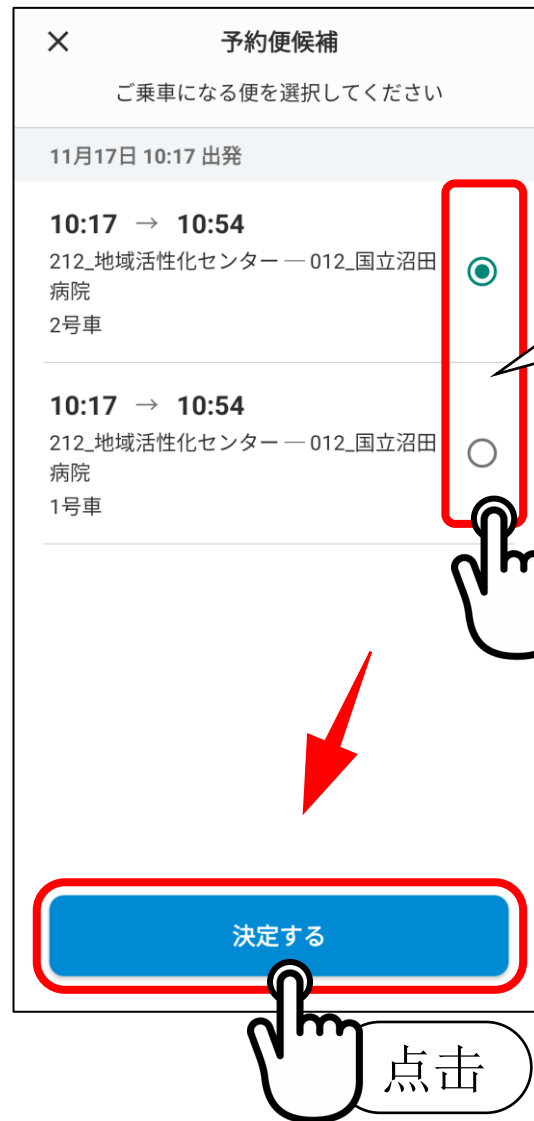 予約便候補
ご乗車になる便を選択してください
11月17日 10:17 出発
10:17 → 10:54
212_地域活性化センター — 012_国立沼田
病院
2号車
10:17 → 10:54
212_地域活性化センター — 012_国立沼田
病院
1号車
決定する
点击